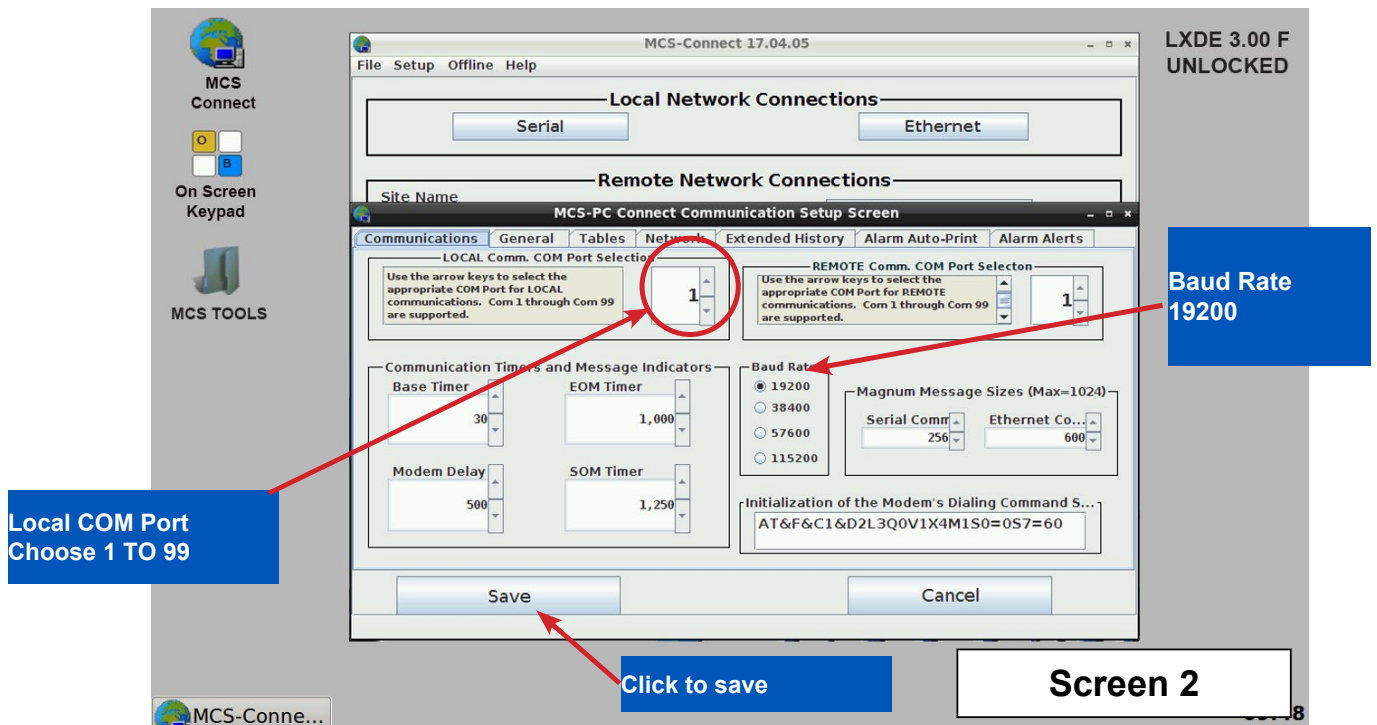 MCS
Connect
On Screen
Keypad
MCS TOOLS
LXDE 3.00 F
UNLOCKED
MCS-Connect 17.04.05
File Setup Offline Help
Local Network Connections
Serial
Ethernet
Remote Network Connections
Site Name
MCS-PC Connect Communication Setup Screen
Communications General Tables Network Extended History Alarm Auto-Print Alarm Alerts
LOCAL Comm. COM Port Selection
Use the arrow keys to select the
appropriate COM Port for LOCAL
communications. Com 1 through Com 99
are supported.
1
REMOTE Comm. COM Port Selecton
Use the arrow keys to select the
appropriate COM Port for REMOTE
communications. Com 1 through Com 99
are supported.
1
Communication Timers and Message Indicators
Base Timer
30
EOM Timer
1,000
Modem Delay
500
SOM Timer
1,250
Baud Rate
19200
38400
57600
115200
Magnum Message Sizes (Max=1024)
Serial Comm
256
Ethernet Co...
600
Initialization of the Modem's Dialing Command S...
AT&F&C1&D2L3Q0V1X4M1S0=0S7=60
Save
Cancel
Baud Rate
19200
Local COM Port
Choose 1 TO 99
Click to save
Screen 2
MCS-Conne...